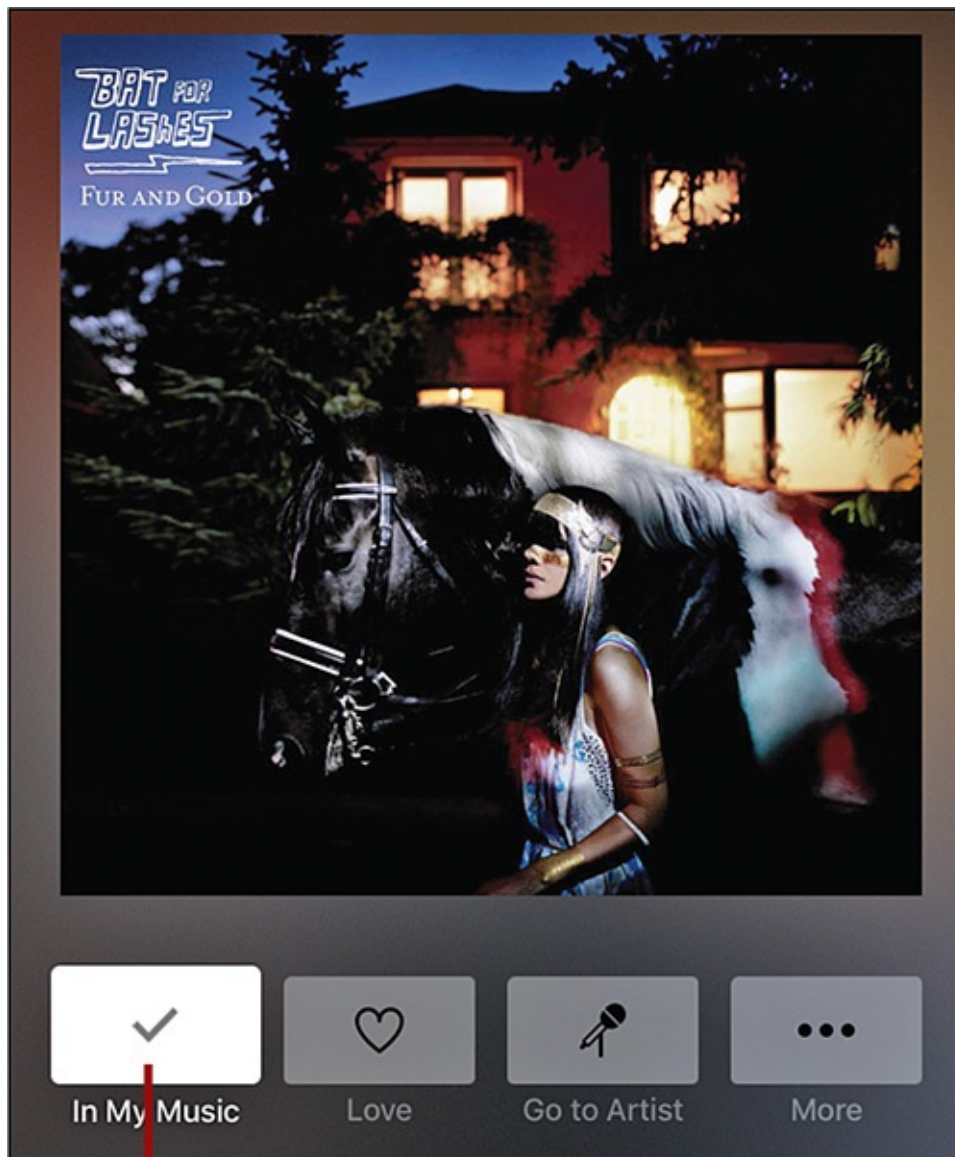 BAT FOR
LAShES
FUR AND GOLD
In My Music
Love
Go to Artist
More